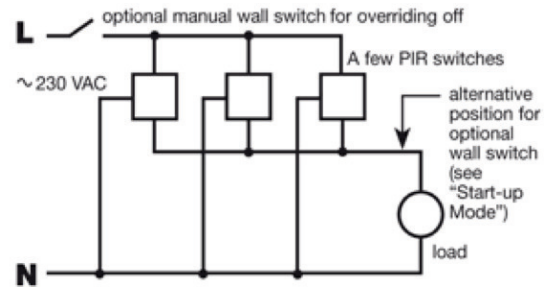 optional manual wall switch for overriding off
L
A few PIR switches
~230 VAC
alternative
position for
optional
wall switch
(see
“Start-up
Mode”)
load
N